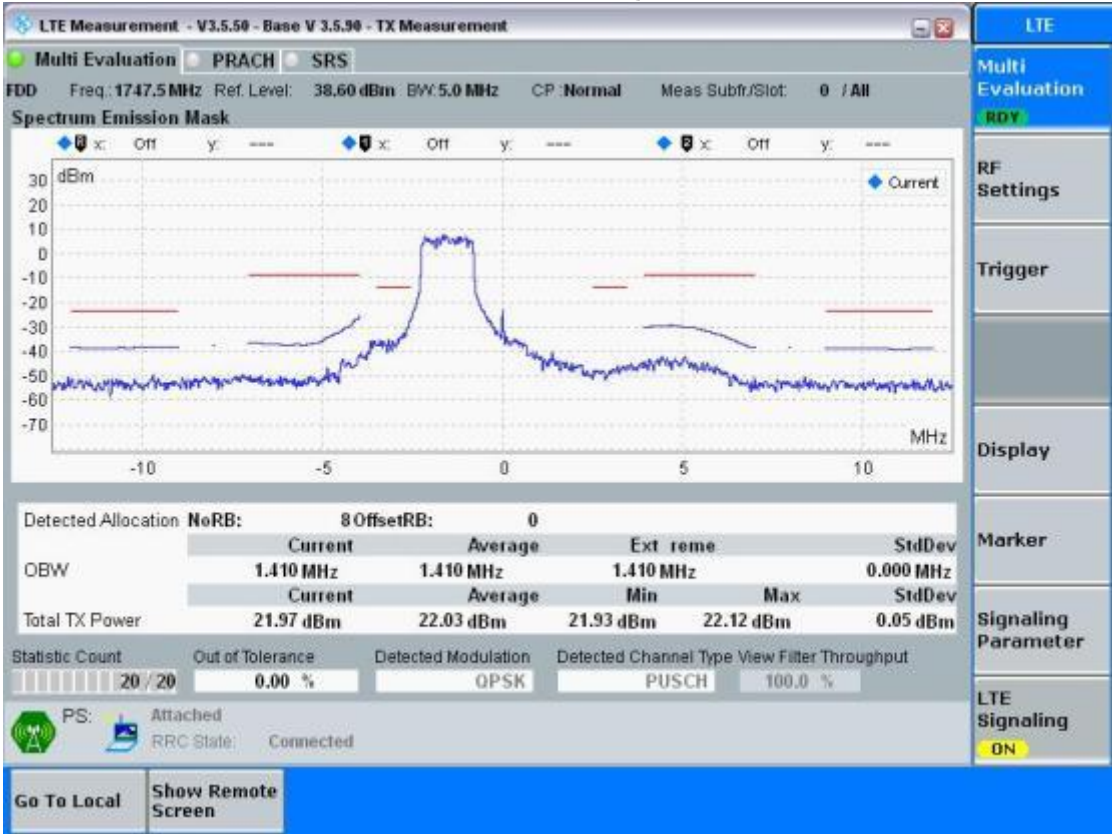 LTE Measurement - V3.5.50 - Base V 3.5.90 - TX Measurement
LTE
Multi Evaluation PRACH SRS
FDD Freq.: 1747.5 MHz Ref. Level: 38.60 dBm BW: 5.0 MHz CP :Normal Meas Subfr./Slot: 0 / All
Spectrum Emission Mask
x: Off y: --- x: Off y: --- x: Off y: ---
dBm
Current
30
20
10
0
-10
-20
-30
-40
-50
-60
-70
MHz
-10 -5 0 5 10
Detected Allocation NoRB: 8 OffsetRB: 0
Current Average Ext reme StdDev
OBW 1.410 MHz 1.410 MHz 1.410 MHz 0.000 MHz
Current Average Min Max StdDev
Total TX Power 21.97 dBm 22.03 dBm 21.93 dBm 22.12 dBm 0.05 dBm
Statistic Count Out of Tolerance Detected Modulation Detected Channel Type View Filter Throughput
20 / 20 0.00 % QPSK PUSCH 100.0 %
PS: Attached
RRC State: Connected
Multi
Evaluation
RDY
RF
Settings
Trigger
Display
Marker
Signaling
Parameter
LTE
Signaling
ON
Go To Local
Show Remote
Screen